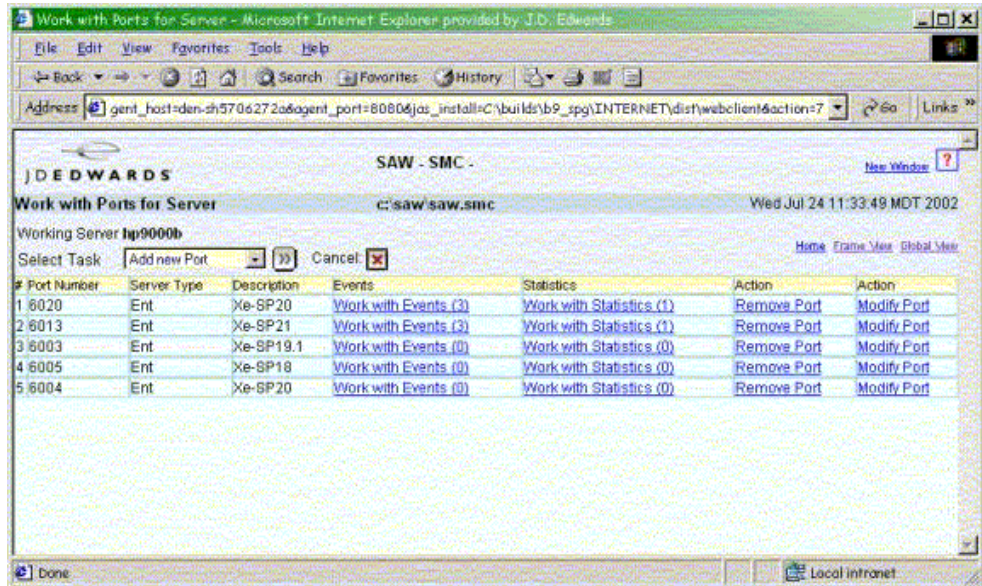 Work with Ports for Server - Microsoft Internet Explorer provided by J.D. Edwards
File Edit View Favorites Tools Help
Back Search Favorites History
Address gent_host=den-sh5706272a&agent_port=8080&jas_install=C:\builds\b9_spg\INTERNET\dist\webclient&action=7 Go Links »
JDEDWARDS SAW - SMC - New Window ?
Work with Ports for Server c:\saw\saw.smc Wed Jul 24 11:33:49 MDT 2002
Working Server hp9000b Home Frame View Global View
Select Task Add new Port >> Cancel: X
# Port Number Server Type Description Events Statistics Action Action
1 6020 Ent Xe-SP20 Work with Events (3) Work with Statistics (1) Remove Port Modify Port
2 6013 Ent Xe-SP21 Work with Events (3) Work with Statistics (1) Remove Port Modify Port
3 6003 Ent Xe-SP19.1 Work with Events (0) Work with Statistics (0) Remove Port Modify Port
4 6005 Ent Xe-SP18 Work with Events (0) Work with Statistics (0) Remove Port Modify Port
5 6004 Ent Xe-SP20 Work with Events (0) Work with Statistics (0) Remove Port Modify Port
Done Local intranet